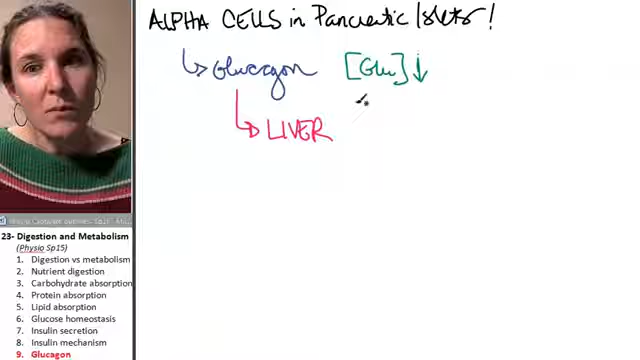 ALPHA CELLS in Pancreatic Islets!
Glucagon [Glu]↓
LIVER
23- Digestion and Metabolism
(Physio Sp15)
1. Digestion vs metabolism
2. Nutrient digestion
3. Carbohydrate absorption
4. Protein absorption
5. Lipid absorption
6. Glucose homeostasis
7. Insulin secretion
8. Insulin mechanism
9. Glucagon